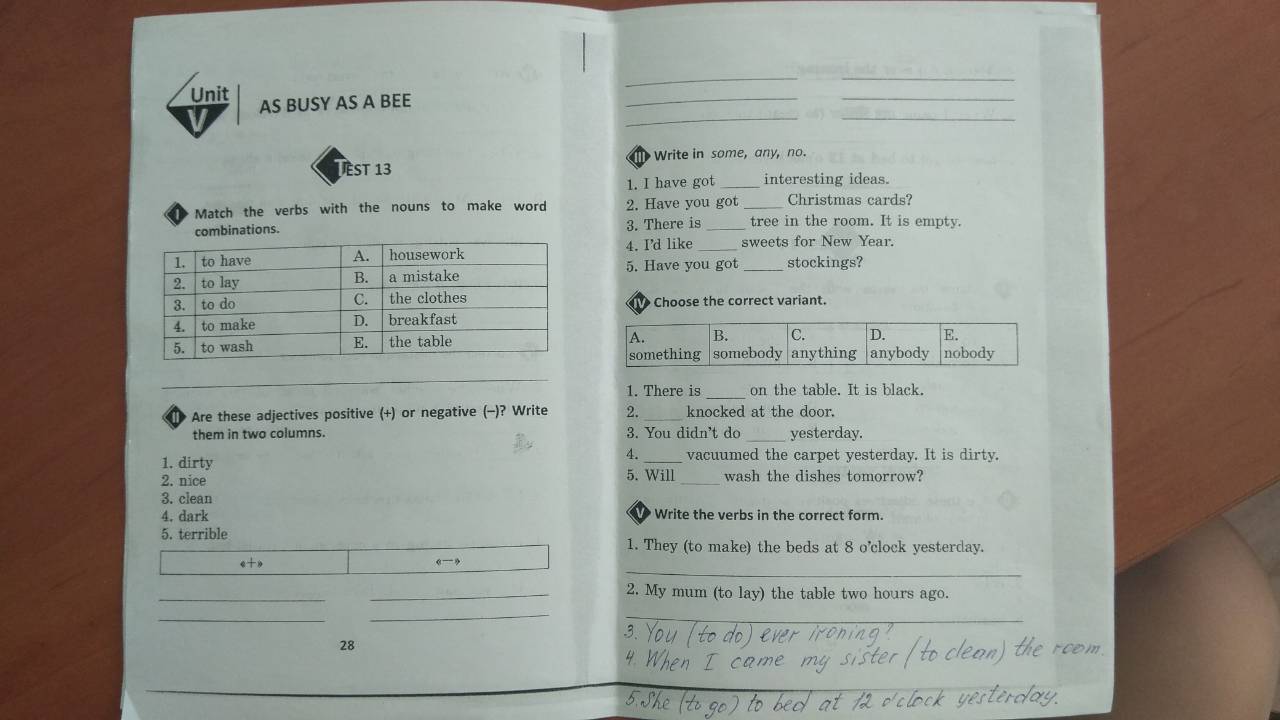 Unit
V
AS BUSY AS A BEE
TEST 13
I Match the verbs with the nouns to make word
combinations.
1. to have A. housework
2. to lay B. a mistake
3. to do C. the clothes
4. to make D. breakfast
5. to wash E. the table
II Are these adjectives positive (+) or negative (–)? Write
them in two columns.
1. dirty
2. nice
3. clean
4. dark
5. terrible
«+» «—»
28
III Write in some, any, no.
1. I have got _____ interesting ideas.
2. Have you got _____ Christmas cards?
3. There is _____ tree in the room. It is empty.
4. I'd like _____ sweets for New Year.
5. Have you got _____ stockings?
IV Choose the correct variant.
A. B. C. D. E.
something somebody anything anybody nobody
1. There is _____ on the table. It is black.
2. _____ knocked at the door.
3. You didn't do _____ yesterday.
4. _____ vacuumed the carpet yesterday. It is dirty.
5. Will _____ wash the dishes tomorrow?
V Write the verbs in the correct form.
1. They (to make) the beds at 8 o'clock yesterday.
2. My mum (to lay) the table two hours ago.
3. You (to do) ever ironing?
4. When I came my sister (to clean) the room.
5. She (to go) to bed at 12 o'clock yesterday.